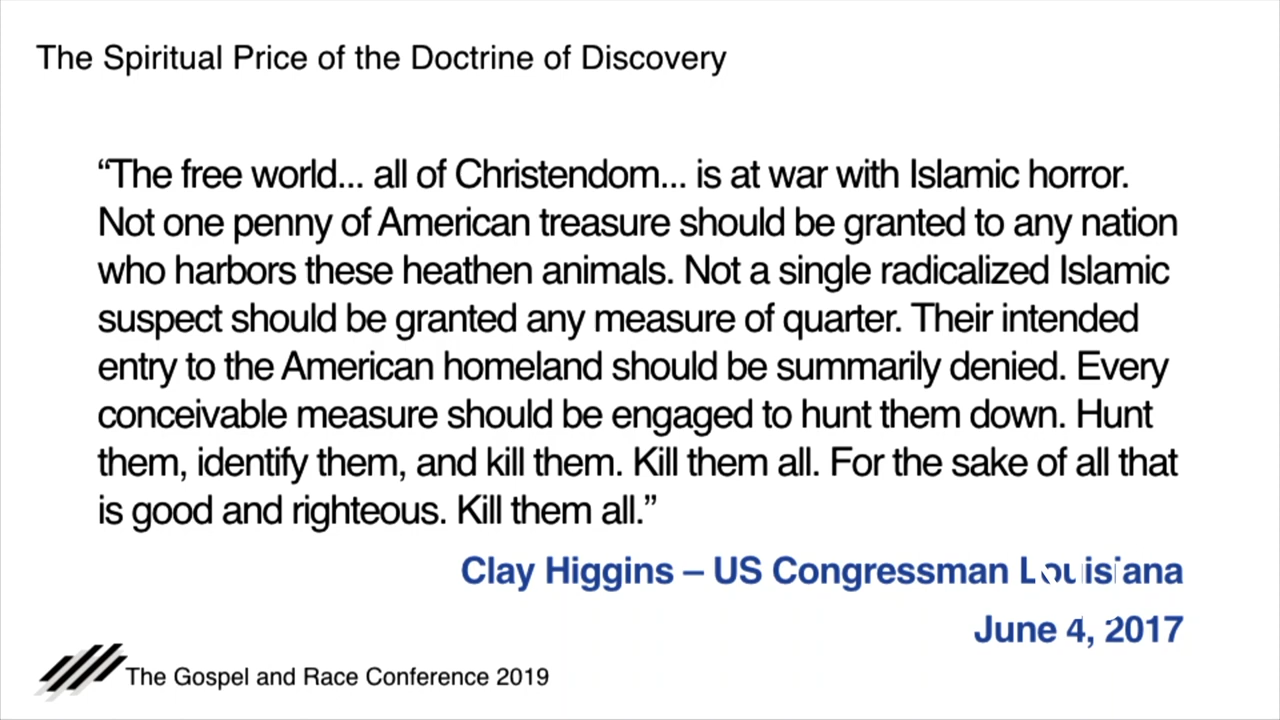 The Spiritual Price of the Doctrine of Discovery
“The free world... all of Christendom... is at war with Islamic horror.
Not one penny of American treasure should be granted to any nation
who harbors these heathen animals. Not a single radicalized Islamic
suspect should be granted any measure of quarter. Their intended
entry to the American homeland should be summarily denied. Every
conceivable measure should be engaged to hunt them down. Hunt
them, identify them, and kill them. Kill them all. For the sake of all that
is good and righteous. Kill them all.”
Clay Higgins – US Congressman Louisiana
June 4, 2017
The Gospel and Race Conference 2019